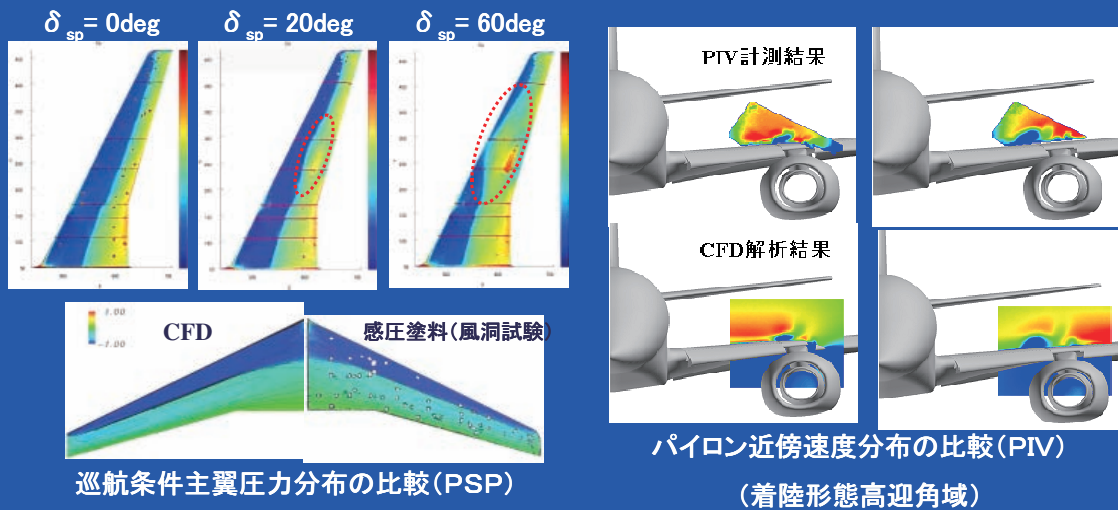 δsp= 0deg
δsp= 20deg
δsp= 60deg
1.00
-1.00
CFD
感圧塗料(風洞試験)
巡航条件主翼圧力分布の比較(PSP)
PIV計測結果
CFD解析結果
パイロン近傍速度分布の比較(PIV)
(着陸形態高迎角域)